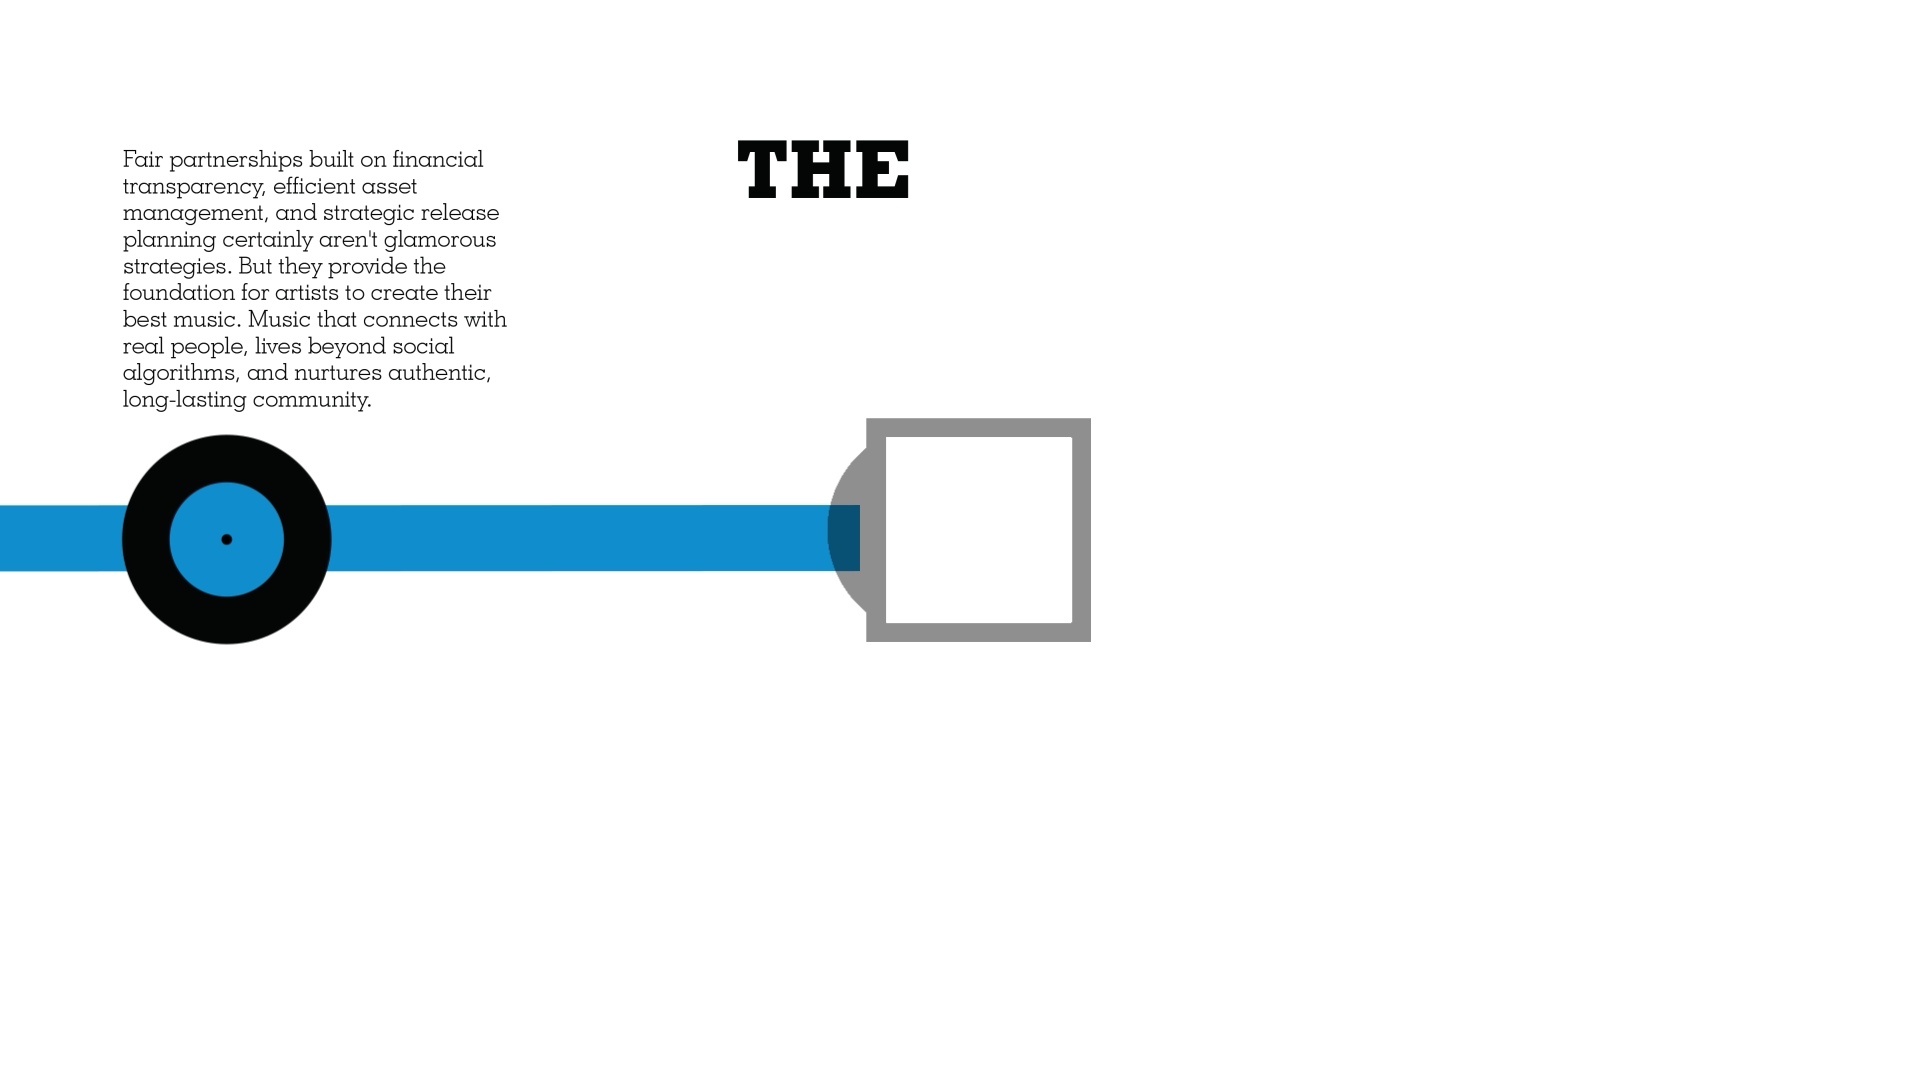 Fair partnerships built on financial
transparency, efficient asset
management, and strategic release
planning certainly aren't glamorous
strategies. But they provide the
foundation for artists to create their
best music. Music that connects with
real people, lives beyond social
algorithms, and nurtures authentic,
long-lasting community.
THE